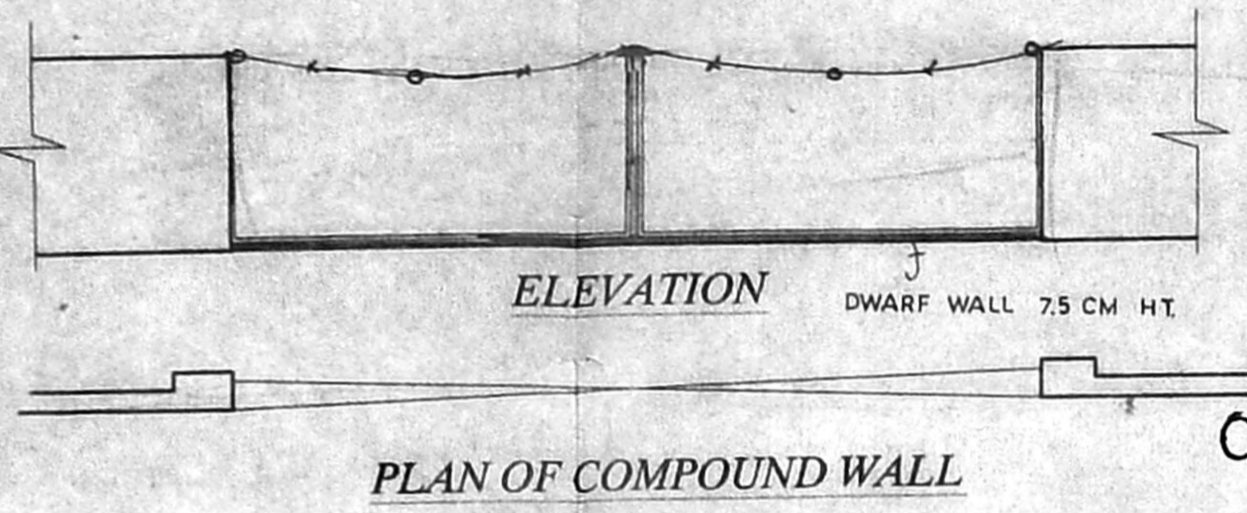 ELEVATION
DWARF WALL 7.5 CM HT.
PLAN OF COMPOUND WALL